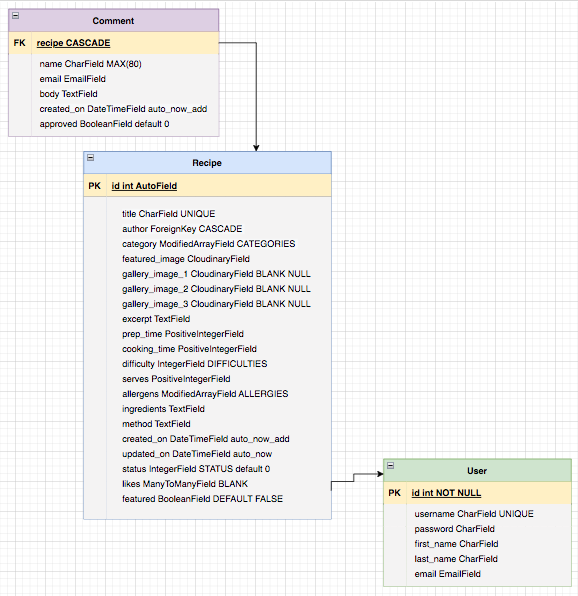 Comment
FK recipe CASCADE
name CharField MAX(80)
email EmailField
body TextField
created_on DateTimeField auto_now_add
approved BooleanField default 0
Recipe
PK id int AutoField
title CharField UNIQUE
author ForeignKey CASCADE
category ModifiedArrayField CATEGORIES
featured_image CloudinaryField
gallery_image_1 CloudinaryField BLANK NULL
gallery_image_2 CloudinaryField BLANK NULL
gallery_image_3 CloudinaryField BLANK NULL
excerpt TextField
prep_time PositiveIntegerField
cooking_time PositiveIntegerField
difficulty IntegerField DIFFICULTIES
serves PositiveIntegerField
allergens ModifiedArrayField ALLERGIES
ingredients TextField
method TextField
created_on DateTimeField auto_now_add
updated_on DateTimeField auto_now
status IntegerField STATUS default 0
likes ManyToManyField BLANK
featured BooleanField DEFAULT FALSE
User
PK id int NOT NULL
username CharField UNIQUE
password CharField
first_name CharField
last_name CharField
email EmailField